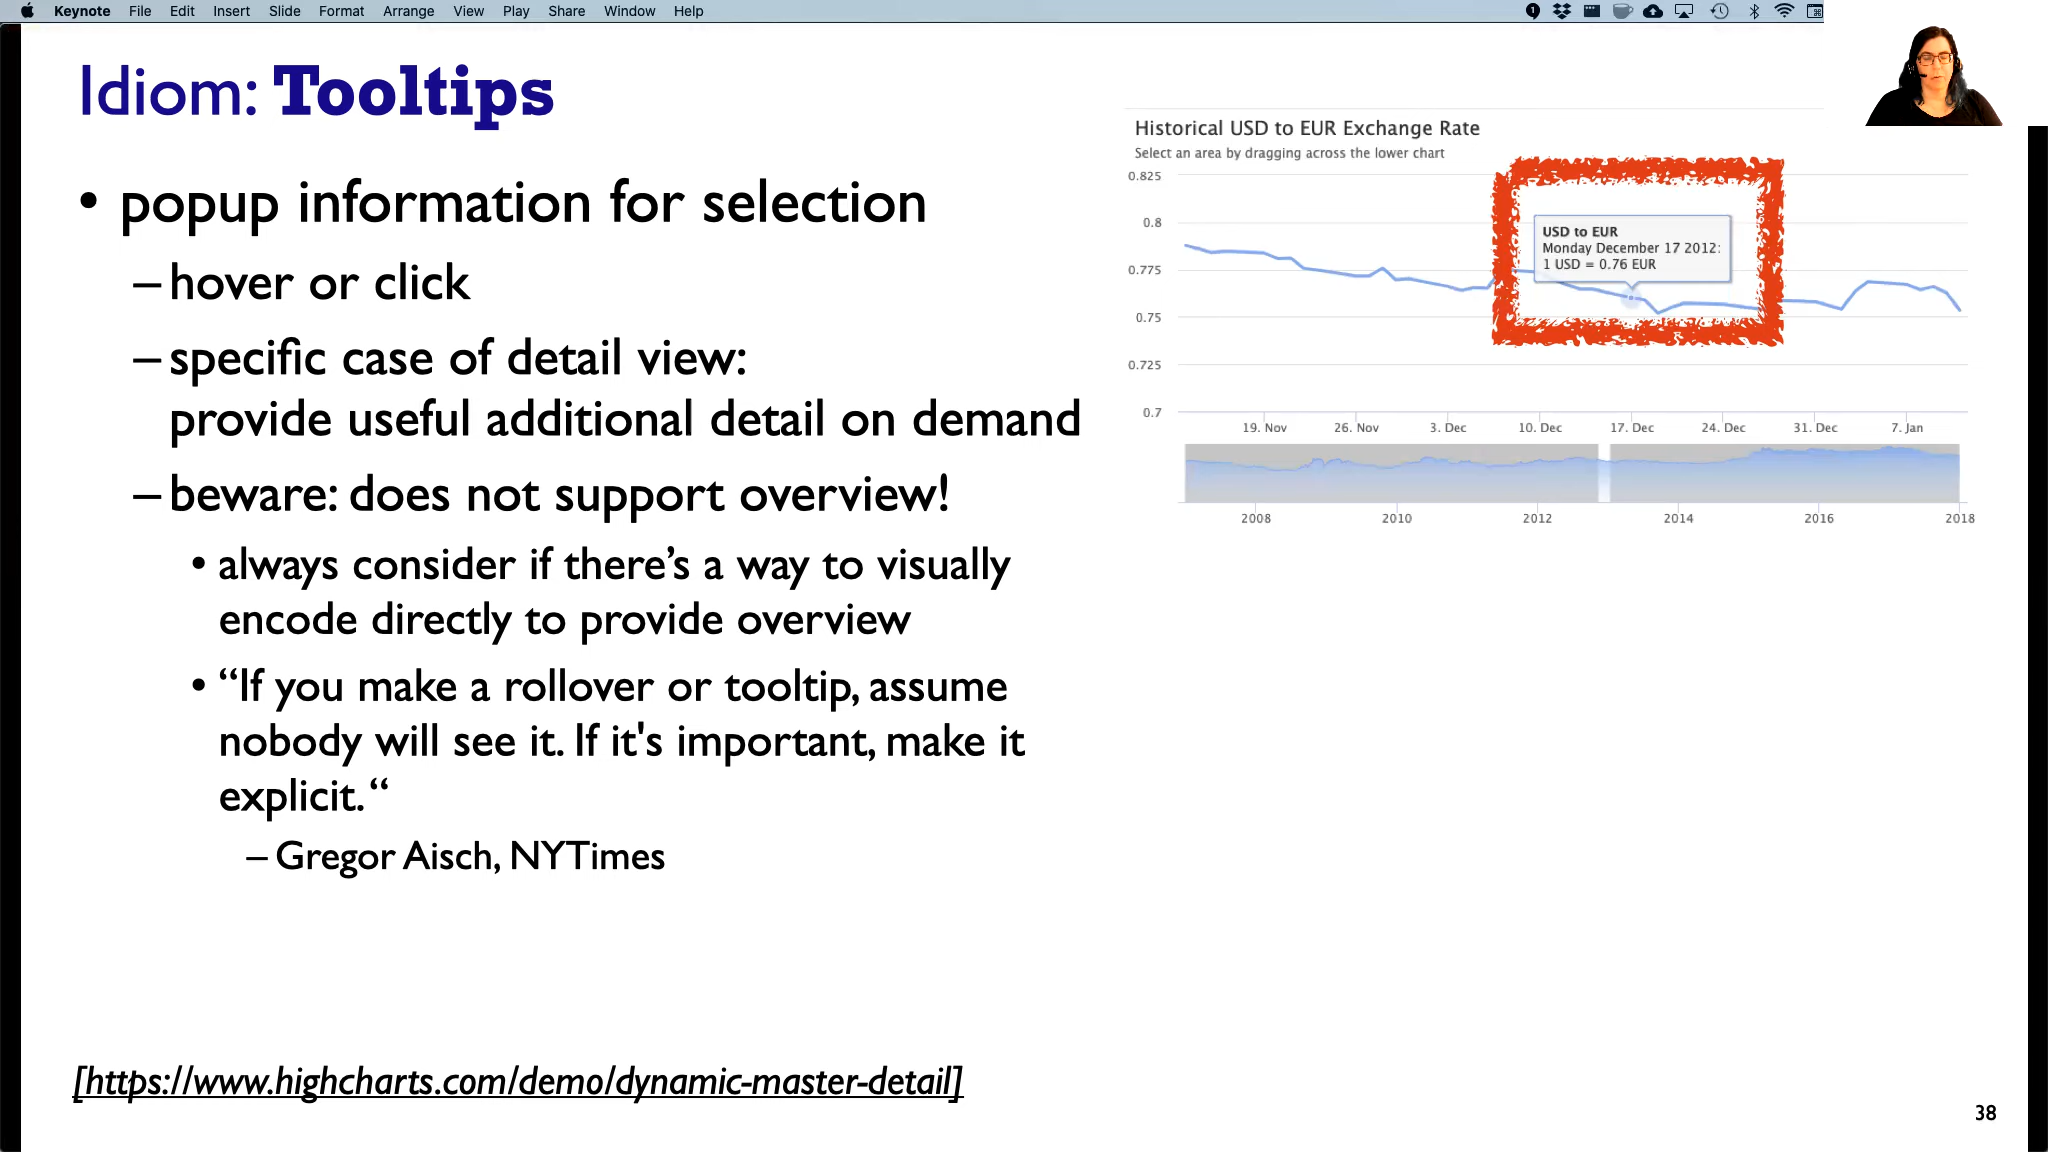 Keynote File Edit Insert Slide Format Arrange View Play Share Window Help
Idiom: Tooltips
• popup information for selection
– hover or click
– specific case of detail view:
provide useful additional detail on demand
– beware: does not support overview!
• always consider if there’s a way to visually
encode directly to provide overview
• “If you make a rollover or tooltip, assume
nobody will see it. If it's important, make it
explicit. “
– Gregor Aisch, NYTimes
[https://www.highcharts.com/demo/dynamic-master-detail]
Historical USD to EUR Exchange Rate
Select an area by dragging across the lower chart
0.825
0.8
0.775
0.75
0.725
0.7
USD to EUR
Monday December 17 2012:
1 USD = 0.76 EUR
19. Nov 26. Nov 3. Dec 10. Dec 17. Dec 24. Dec 31. Dec 7. Jan
2008 2010 2012 2014 2016 2018
38